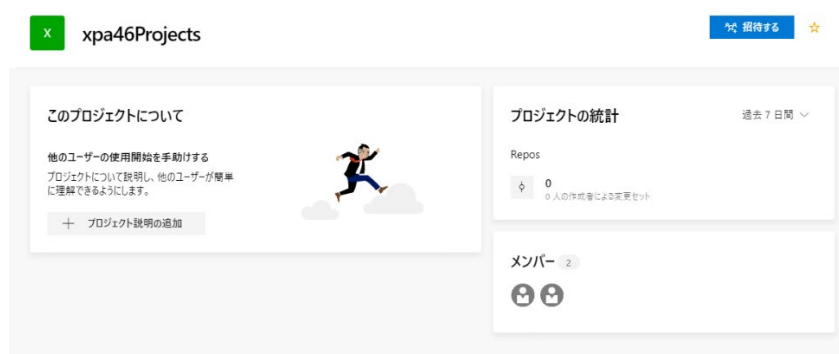 X xpa46Projects
招待する
このプロジェクトについて
他のユーザーの使用開始を手助けする
プロジェクトについて説明し、他のユーザーが簡単
に理解できるようにします。
＋ プロジェクト説明の追加
プロジェクトの統計 過去 7 日間
Repos
0
0 人の作成者による変更セット
メンバー 2